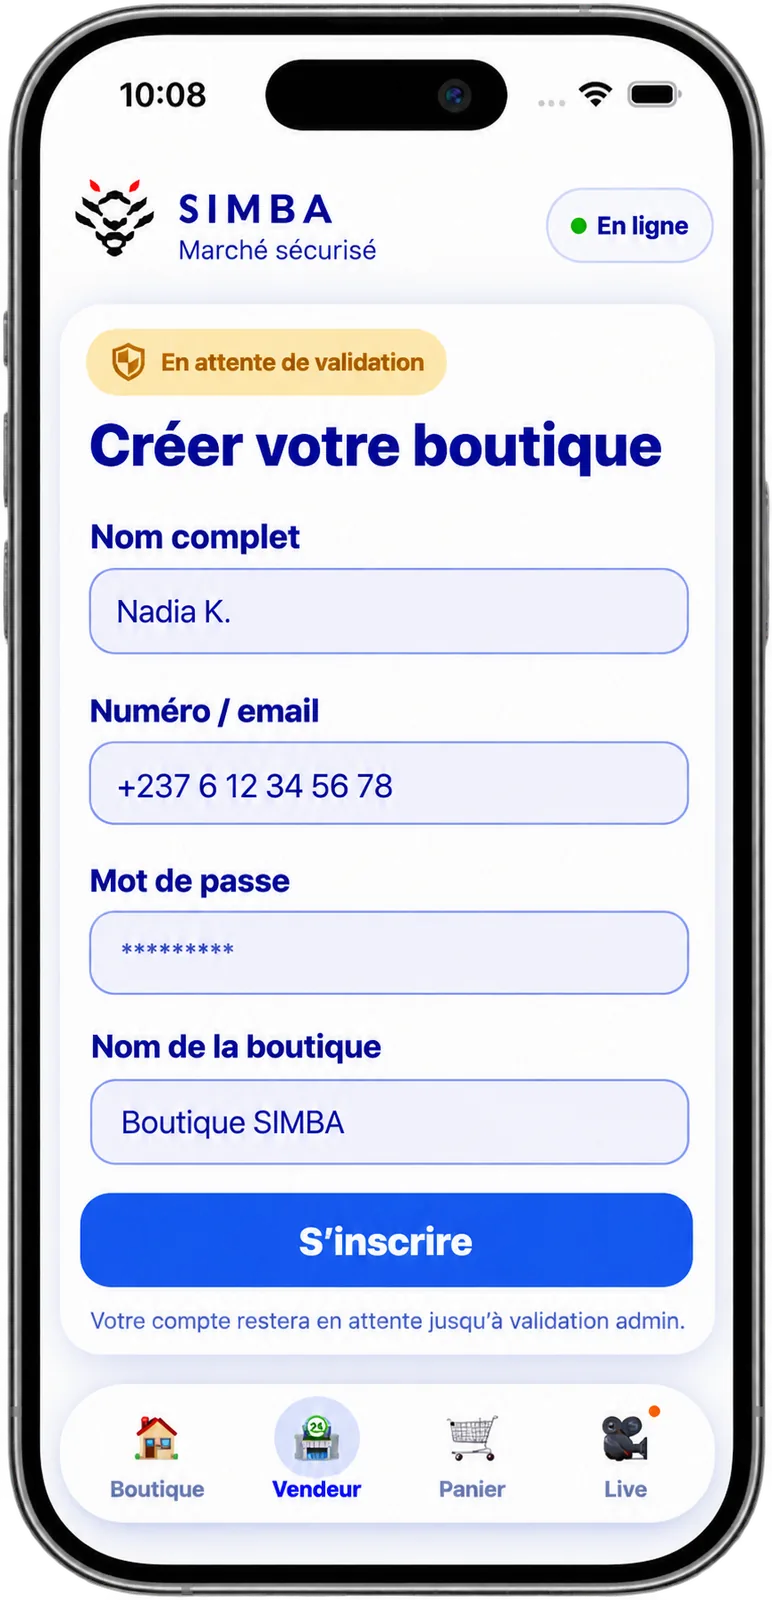 10:08
SIMBA
Marché sécurisé
En ligne
En attente de validation
Créer votre boutique
Nom complet
Nadia K.
Numéro / email
+237 6 12 34 56 78
Mot de passe
*********
Nom de la boutique
Boutique SIMBA
S’inscrire
Votre compte restera en attente jusqu’à validation admin.
24
Boutique
Vendeur
Panier
Live